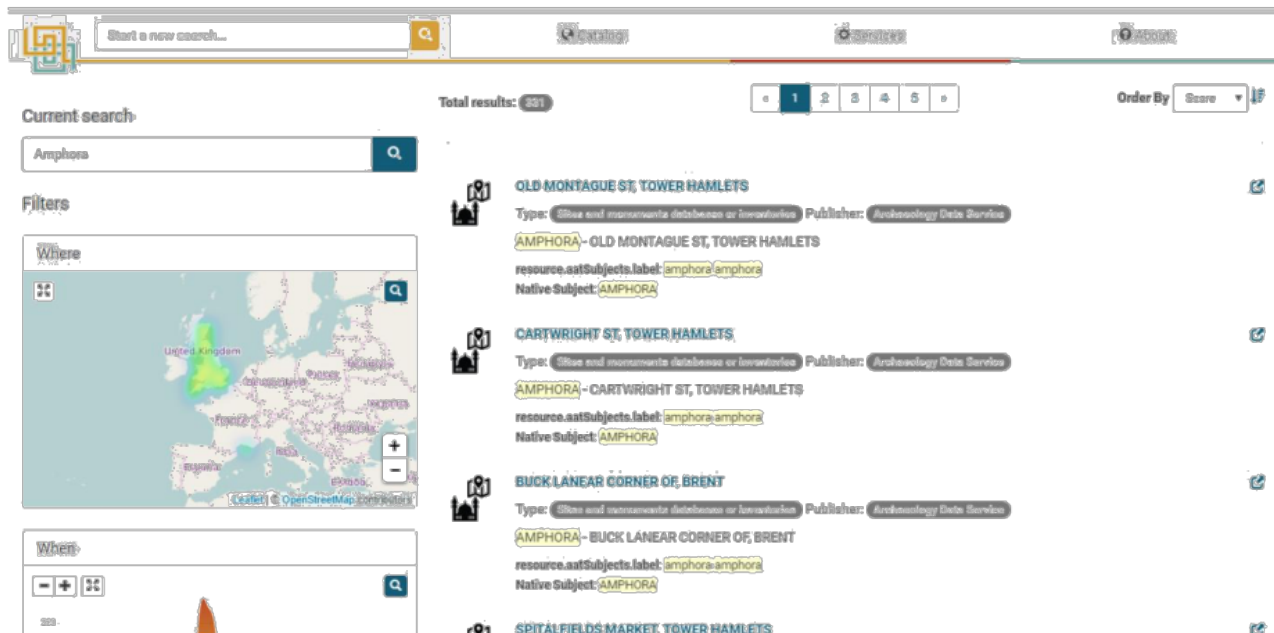 Start a new search...
Catalog
Services
About
Current search
Amphora
Filters
Where
United Kingdom
France
Italia
Leaflet | © OpenStreetMap contributors
When
Total results: 331
« 1 2 3 4 5 »
Order By Score
OLD MONTAGUE ST, TOWER HAMLETS
Type: Sites and monuments databases or inventories Publisher: Archaeology Data Service
AMPHORA - OLD MONTAGUE ST, TOWER HAMLETS
resource.aatSubjects.label: amphora amphora
Native Subject: AMPHORA
CARTWRIGHT ST, TOWER HAMLETS
Type: Sites and monuments databases or inventories Publisher: Archaeology Data Service
AMPHORA - CARTWRIGHT ST, TOWER HAMLETS
resource.aatSubjects.label: amphora amphora
Native Subject: AMPHORA
BUCK LANEAR CORNER OF, BRENT
Type: Sites and monuments databases or inventories Publisher: Archaeology Data Service
AMPHORA - BUCK LANEAR CORNER OF, BRENT
resource.aatSubjects.label: amphora amphora
Native Subject: AMPHORA
SPITALFIELDS MARKET, TOWER HAMLETS